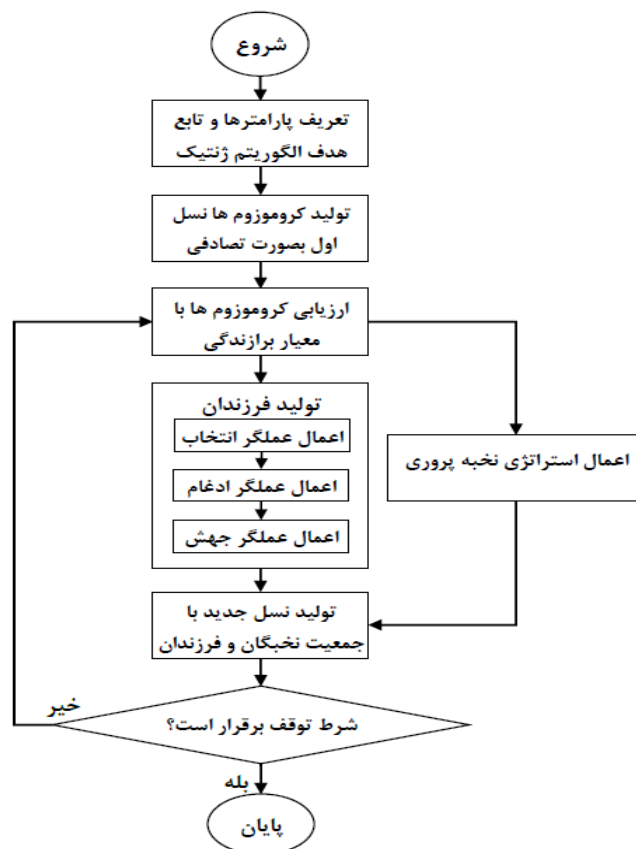 شروع
تعریف پارامترها و تابع
هدف الگوریتم ژنتیک
تولید کروموزوم ها نسل
اول بصورت تصادفی
ارزیابی کروموزوم ها با
معیار برازندگی
تولید فرزندان
اعمال عملگر انتخاب
اعمال عملگر ادغام
اعمال عملگر جهش
اعمال استراتژی نخبه پروری
تولید نسل جدید با
جمعیت نخبگان و فرزندان
شرط توقف برقرار است؟
خیر
بله
پایان